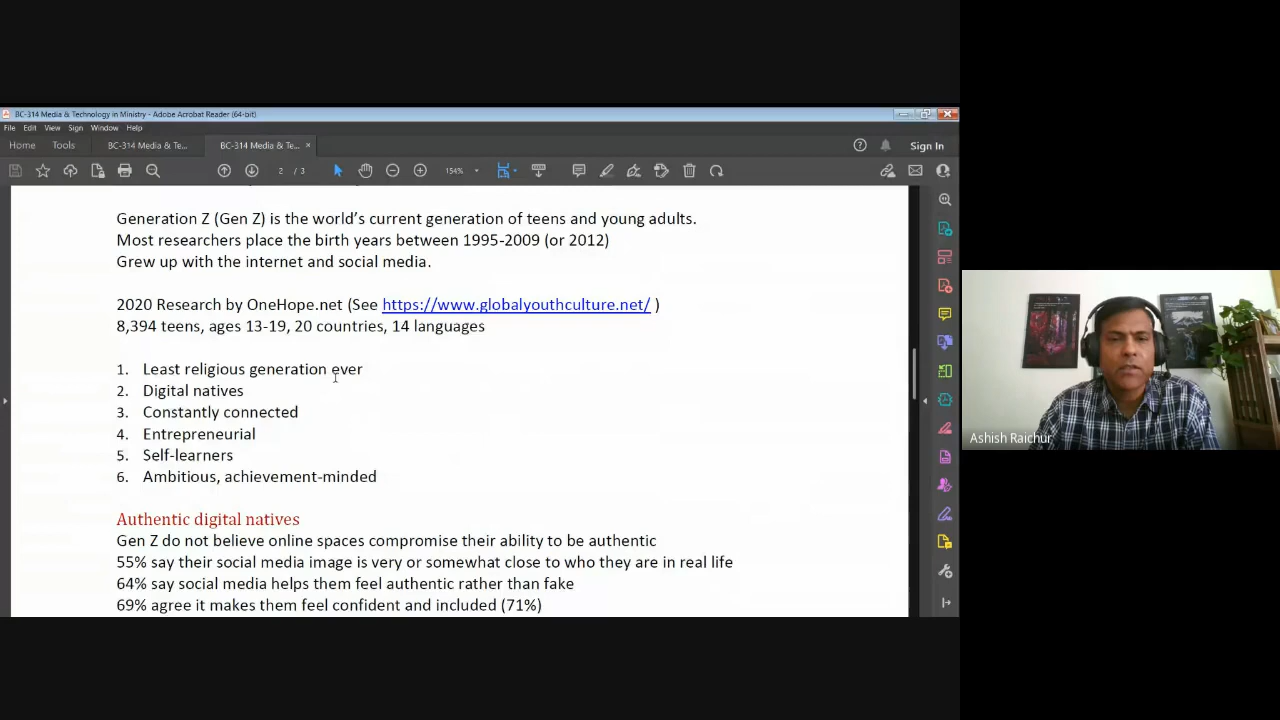 BC-314 Media & Technology in Ministry - Adobe Acrobat Reader (64-bit)
File Edit View Sign Window Help
Home Tools BC-314 Media & Te... BC-314 Media & Te... × Sign In
2 / 3 154%
Generation Z (Gen Z) is the world's current generation of teens and young adults.
Most researchers place the birth years between 1995-2009 (or 2012)
Grew up with the internet and social media.
2020 Research by OneHope.net (See https://www.globalyouthculture.net/ )
8,394 teens, ages 13-19, 20 countries, 14 languages
1. Least religious generation ever
2. Digital natives
3. Constantly connected
4. Entrepreneurial
5. Self-learners
6. Ambitious, achievement-minded
Authentic digital natives
Gen Z do not believe online spaces compromise their ability to be authentic
55% say their social media image is very or somewhat close to who they are in real life
64% say social media helps them feel authentic rather than fake
69% agree it makes them feel confident and included (71%)
Ashish Raichur